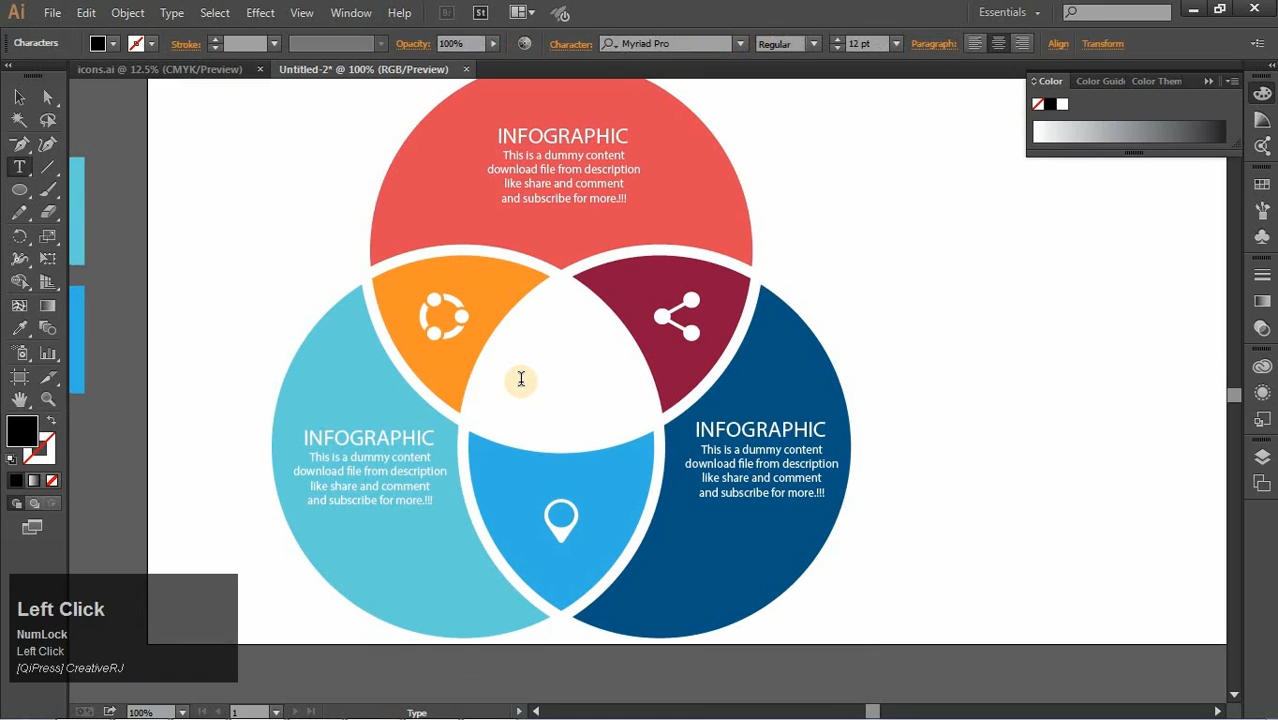 Ai File Edit Object Type Select Effect View Window Help Br St Essentials
Characters Stroke: Opacity: 100% Character: Myriad Pro Regular 12 pt Paragraph: Align Transform
icons.ai @ 12.5% (CMYK/Preview) Untitled-2* @ 100% (RGB/Preview)
Color Color Guid Color Them
INFOGRAPHIC
This is a dummy content
download file from description
like share and comment
and subscribe for more.!!!
INFOGRAPHIC
This is a dummy content
download file from description
like share and comment
and subscribe for more.!!!
INFOGRAPHIC
This is a dummy content
download file from description
like share and comment
and subscribe for more.!!!
Left Click
NumLock
Left Click
[QiPress] CreativeRJ
100% 1 Type